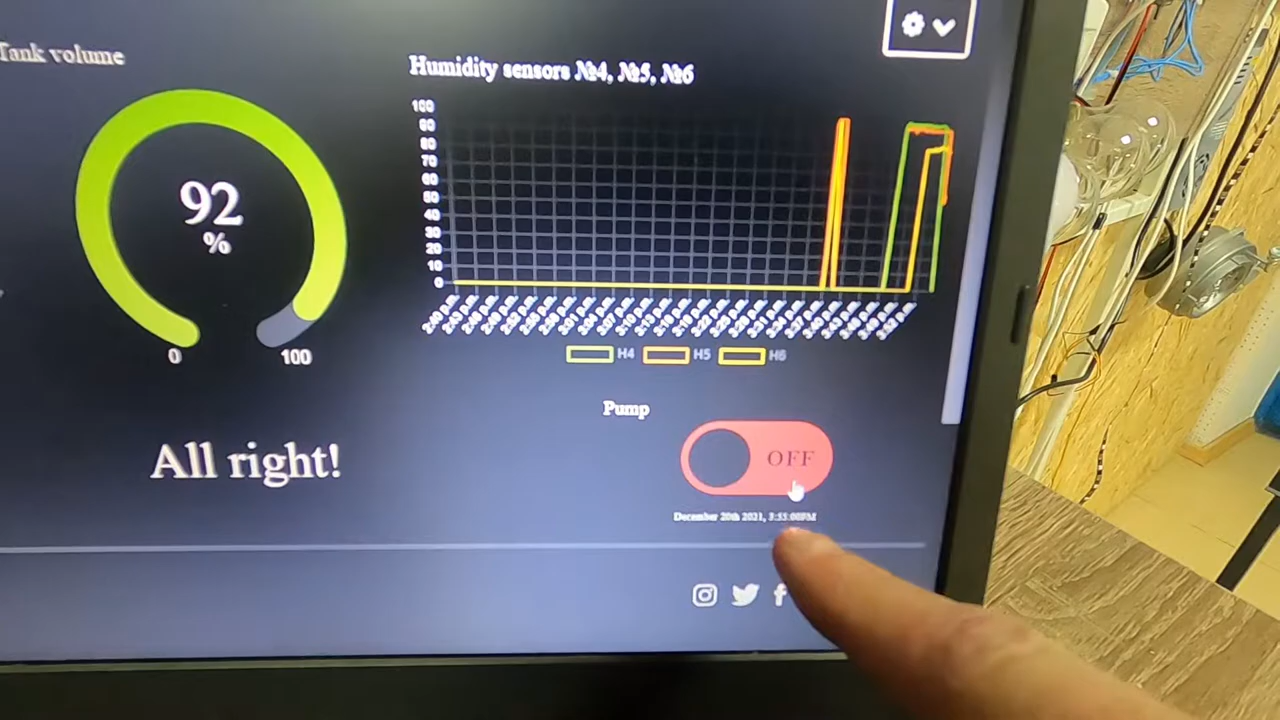 Tank volume
Humidity sensors №4, №5, №6
100
90
80
70
60
50
40
30
20
10
0
92
%
0
100
H4
H5
H6
Pump
OFF
All right!
December 20th 2021,